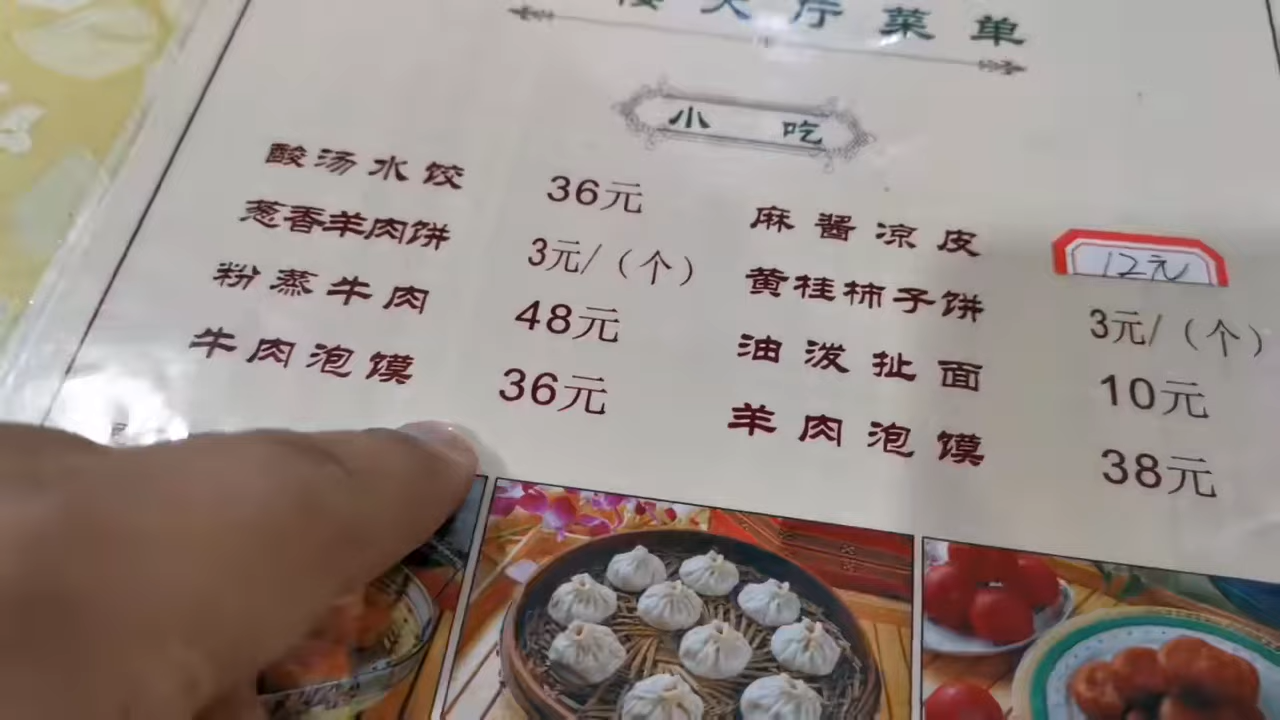 楼大厅菜单
小吃
酸汤水饺 36元
葱香羊肉饼 3元/（个）
粉蒸牛肉 48元
牛肉泡馍 36元
麻酱凉皮 12元
黄桂柿子饼 3元/（个）
油泼扯面 10元
羊肉泡馍 38元